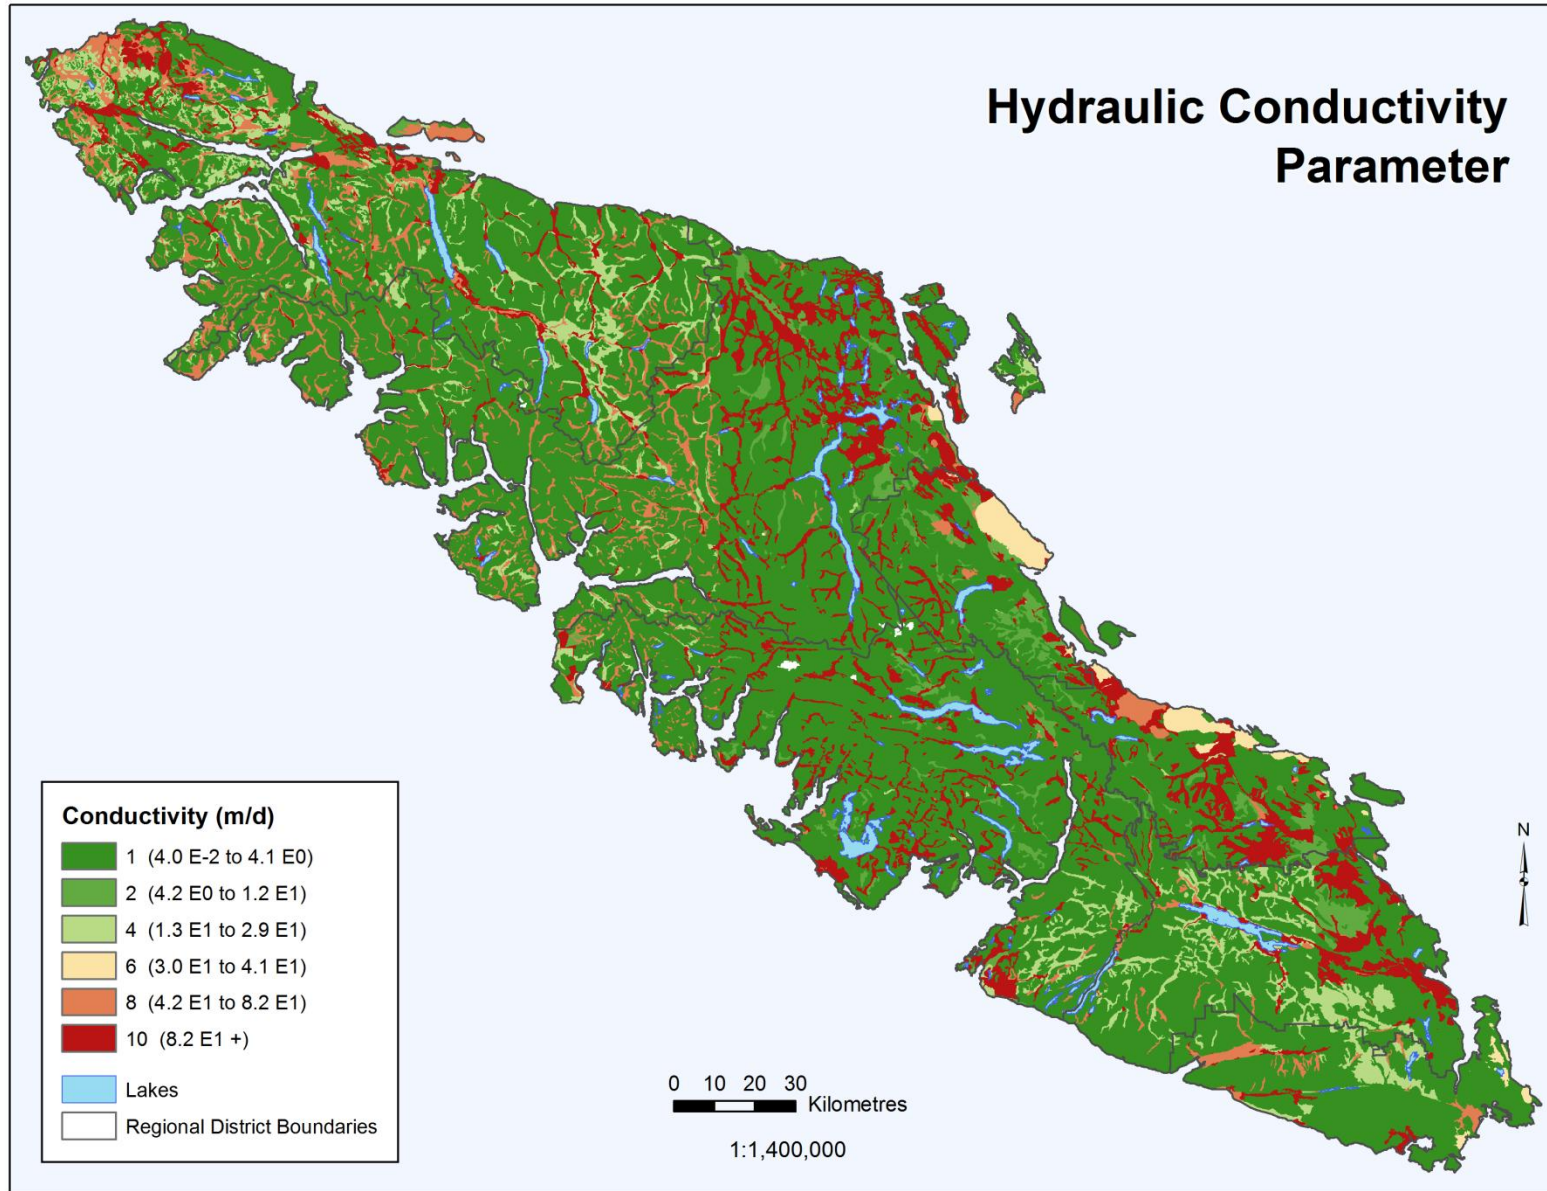 Hydraulic Conductivity
Parameter
Conductivity (m/d)
1 (4.0 E-2 to 4.1 E0)
2 (4.2 E0 to 1.2 E1)
4 (1.3 E1 to 2.9 E1)
6 (3.0 E1 to 4.1 E1)
8 (4.2 E1 to 8.2 E1)
10 (8.2 E1 +)
Lakes
Regional District Boundaries
0 10 20 30
Kilometres
1:1,400,000
N